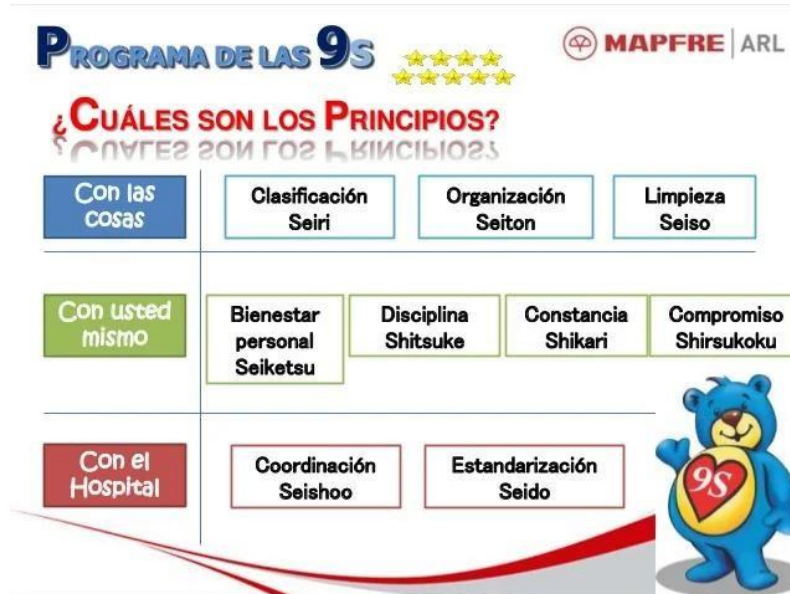 PROGRAMA DE LAS 9S
MAPFRE | ARL
¿CUÁLES SON LOS PRINCIPIOS?
Con las
cosas
Clasificación
Seiri
Organización
Seiton
Limpieza
Seiso
Con usted
mismo
Bienestar
personal
Seiketsu
Disciplina
Shitsuke
Constancia
Shikari
Compromiso
Shirsukoku
Con el
Hospital
Coordinación
Seishoo
Estandarización
Seido
9S